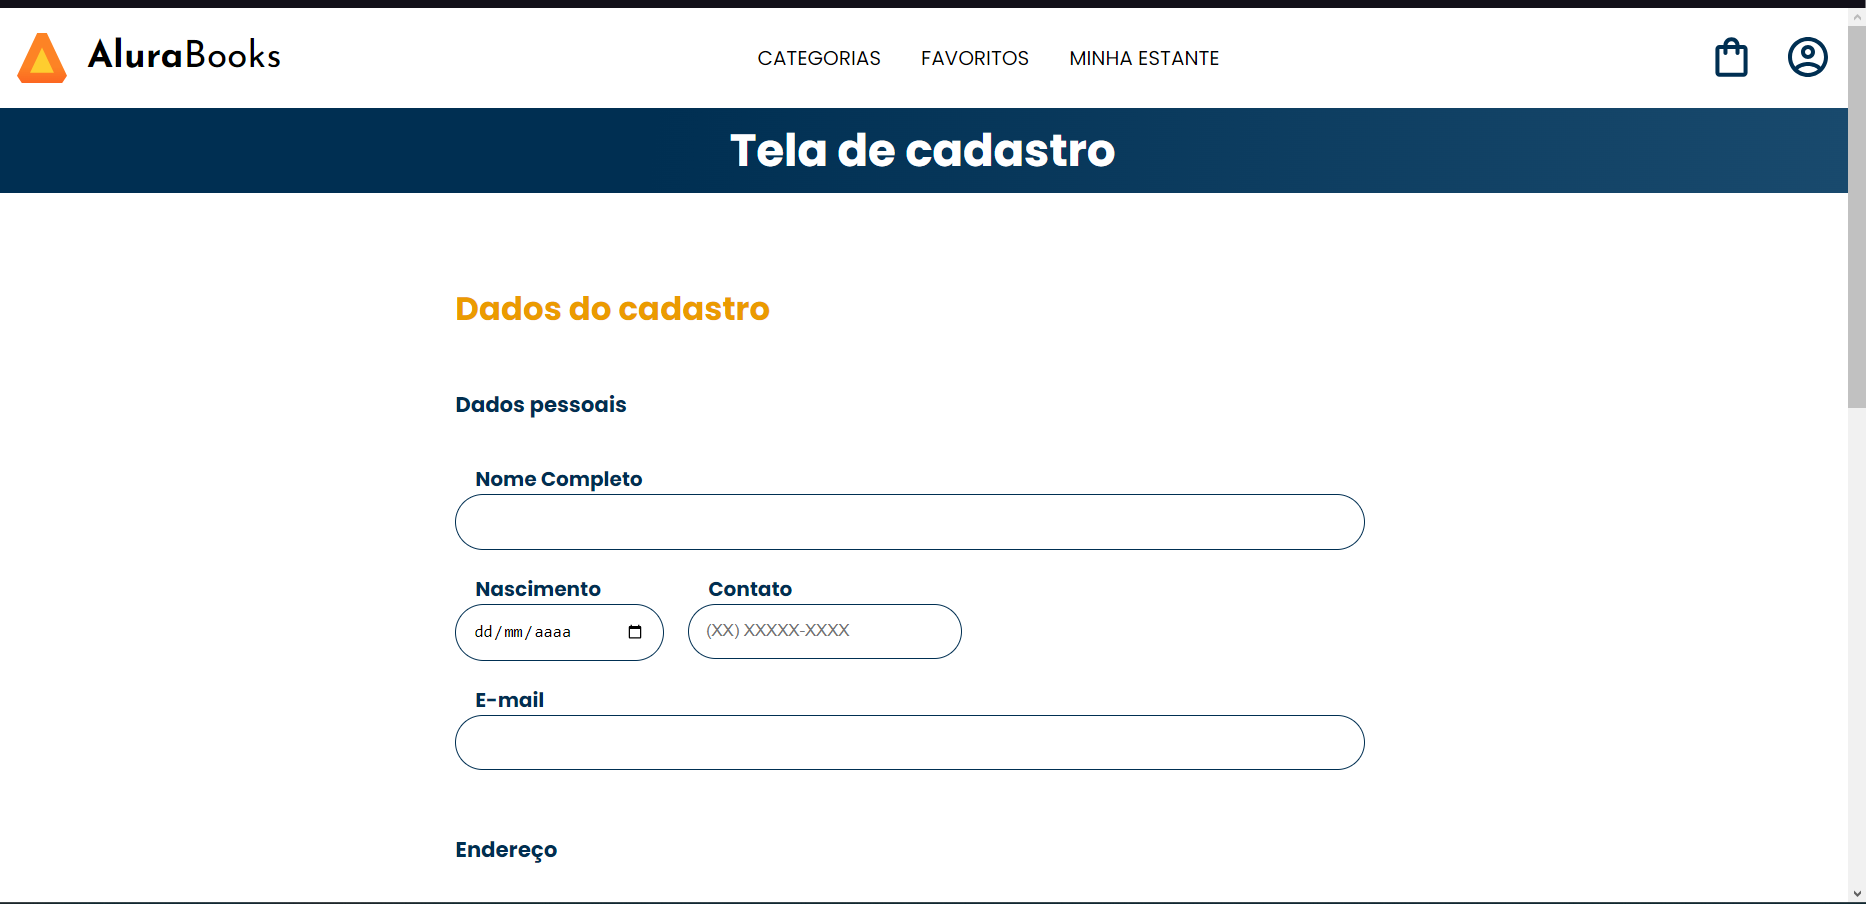 AluraBooks
CATEGORIAS FAVORITOS MINHA ESTANTE
Tela de cadastro
Dados do cadastro
Dados pessoais
Nome Completo
Nascimento Contato
dd/mm/aaaa (XX) XXXXX-XXXX
E-mail
Endereço